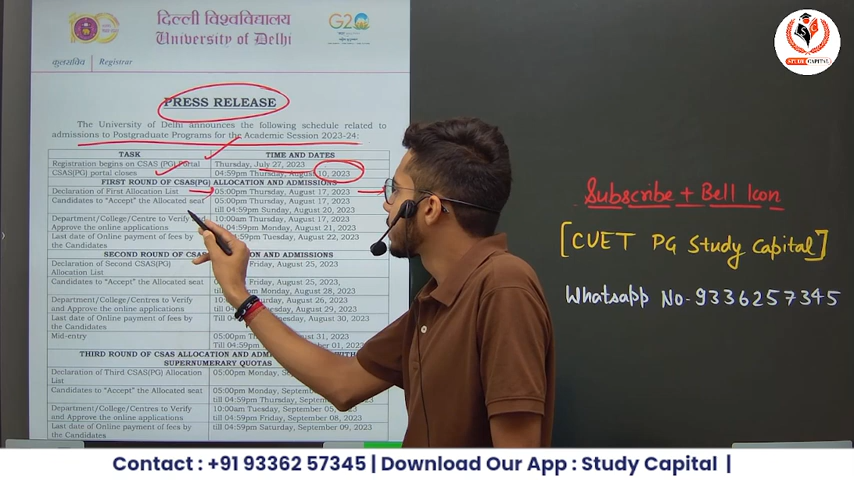 दिल्ली विश्वविद्यालय
University of Delhi
G20
कुलसचिव | Registrar
STUDY CAPITAL
PRESS RELEASE
The University of Delhi announces the following schedule related to
admissions to Postgraduate Programs for the Academic Session 2023-24:
TASK TIME AND DATES
Registration begins on CSAS (PG) Portal Thursday, July 27, 2023
CSAS(PG) portal closes 04:59pm Thursday, August 10, 2023
FIRST ROUND OF CSAS(PG) ALLOCATION AND ADMISSIONS
Declaration of First Allocation List 05:00pm Thursday, August 17, 2023
Candidates to "Accept" the Allocated seat 05:00pm Thursday, August 17, 2023
till 04:59pm Sunday, August 20, 2023
Department/College/Centre to Verify and 10:00am Thursday, August 17, 2023
Approve the online applications till 04:59pm Monday, August 21, 2023
Last date of Online payment of fees by Tuesday, August 22, 2023
the Candidates
SECOND ROUND OF AND ADMISSIONS
Declaration of Second CSAS(PG) Friday, August 25, 2023
Allocation List
Candidates to "Accept" the Allocated seat Friday, August 25, 2023,
Monday, August 28, 2023
Department/College/Centres to Verify Saturday, August 26, 2023
and Approve the online applications Tuesday, August 29, 2023
Last date of Online payment of fees by August 30, 2023
the Candidates
Mid-entry 05:00pm August 31, 2023
till 04:59pm 01, 2023
THIRD ROUND OF CSAS ALLOCATION AND WITH
SUPERNUMERARY QUOTAS
Declaration of Third CSAS(PG) Allocation 05:00pm Monday, 2023
List
Candidates to "Accept" the Allocated seat 05:00pm Monday, 2023
till 04:59pm 2023
Department/College/Centres to Verify 10:00am Tuesday, September 05, 2023
and Approve the online applications till 04:59pm Friday, September 08, 2023
Last date of Online payment of fees by till 04:59pm Saturday, September 09, 2023
the Candidates
Subscribe + Bell Icon
[CUET PG Study Capital]
Whatsapp No- 9336257345
Contact : +91 93362 57345 | Download Our App : Study Capital |